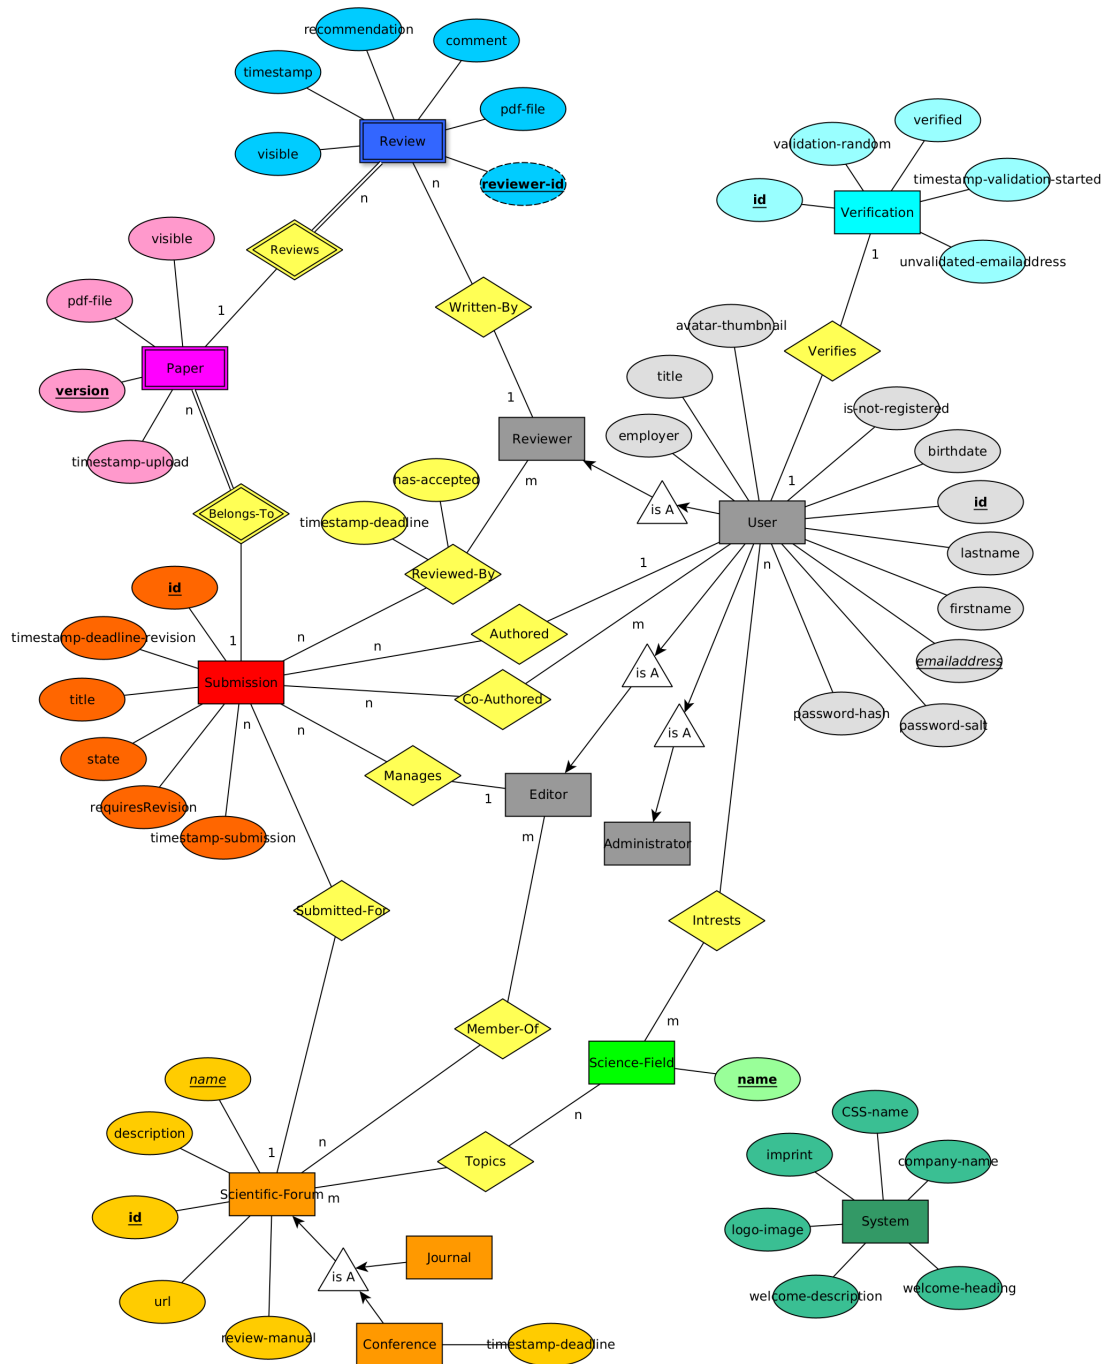 recommendation
comment
timestamp
pdf-file
Review
visible
reviewer-id
n
n
verified
validation-random
timestamp-validation-started
id
Verification
unvalidated-emailaddress
1
visible
Reviews
pdf-file
1
Written-By
avatar-thumbnail
Verifies
Paper
title
version
n
1
is-not-registered
employer
Reviewer
birthdate
timestamp-upload
has-accepted
m
1
id
timestamp-deadline
is A
User
Belongs-To
lastname
1
n
Reviewed-By
id
firstname
m
timestamp-deadline-revision
1
n
n
Authored
emailaddress
is A
Submission
title
n
Co-Authored
password-hash
password-salt
n
n
is A
state
Manages
Editor
1
requiresRevision
timestamp-submission
m
Administrator
Submitted-For
Intrests
Member-Of
m
Science-Field
name
name
n
CSS-name
description
n
1
Topics
imprint
company-name
Scientific-Forum
m
id
System
logo-image
Journal
is A
url
welcome-description
welcome-heading
review-manual
Conference
timestamp-deadline